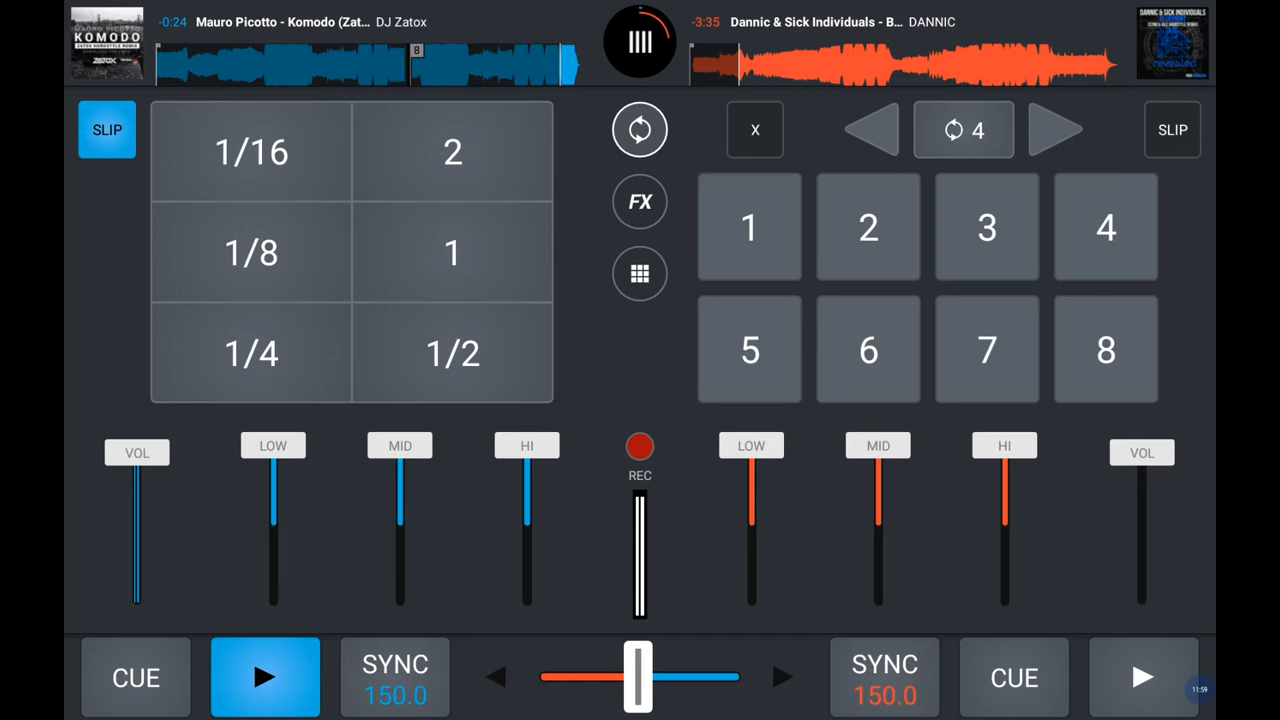 -0:24 Mauro Picotto - Komodo (Zat... DJ Zatox
-3:35 Dannic & Sick Individuals - B... DANNIC
KOMODO
ZATOX
DANNIC & SICK INDIVIDUALS
revealed
8
SLIP
1/16 2
1/8 1
1/4 1/2
FX
X
4
SLIP
1 2 3 4
5 6 7 8
VOL LOW MID HI
REC
LOW MID HI VOL
CUE
SYNC
150.0
SYNC
150.0
CUE
11:59